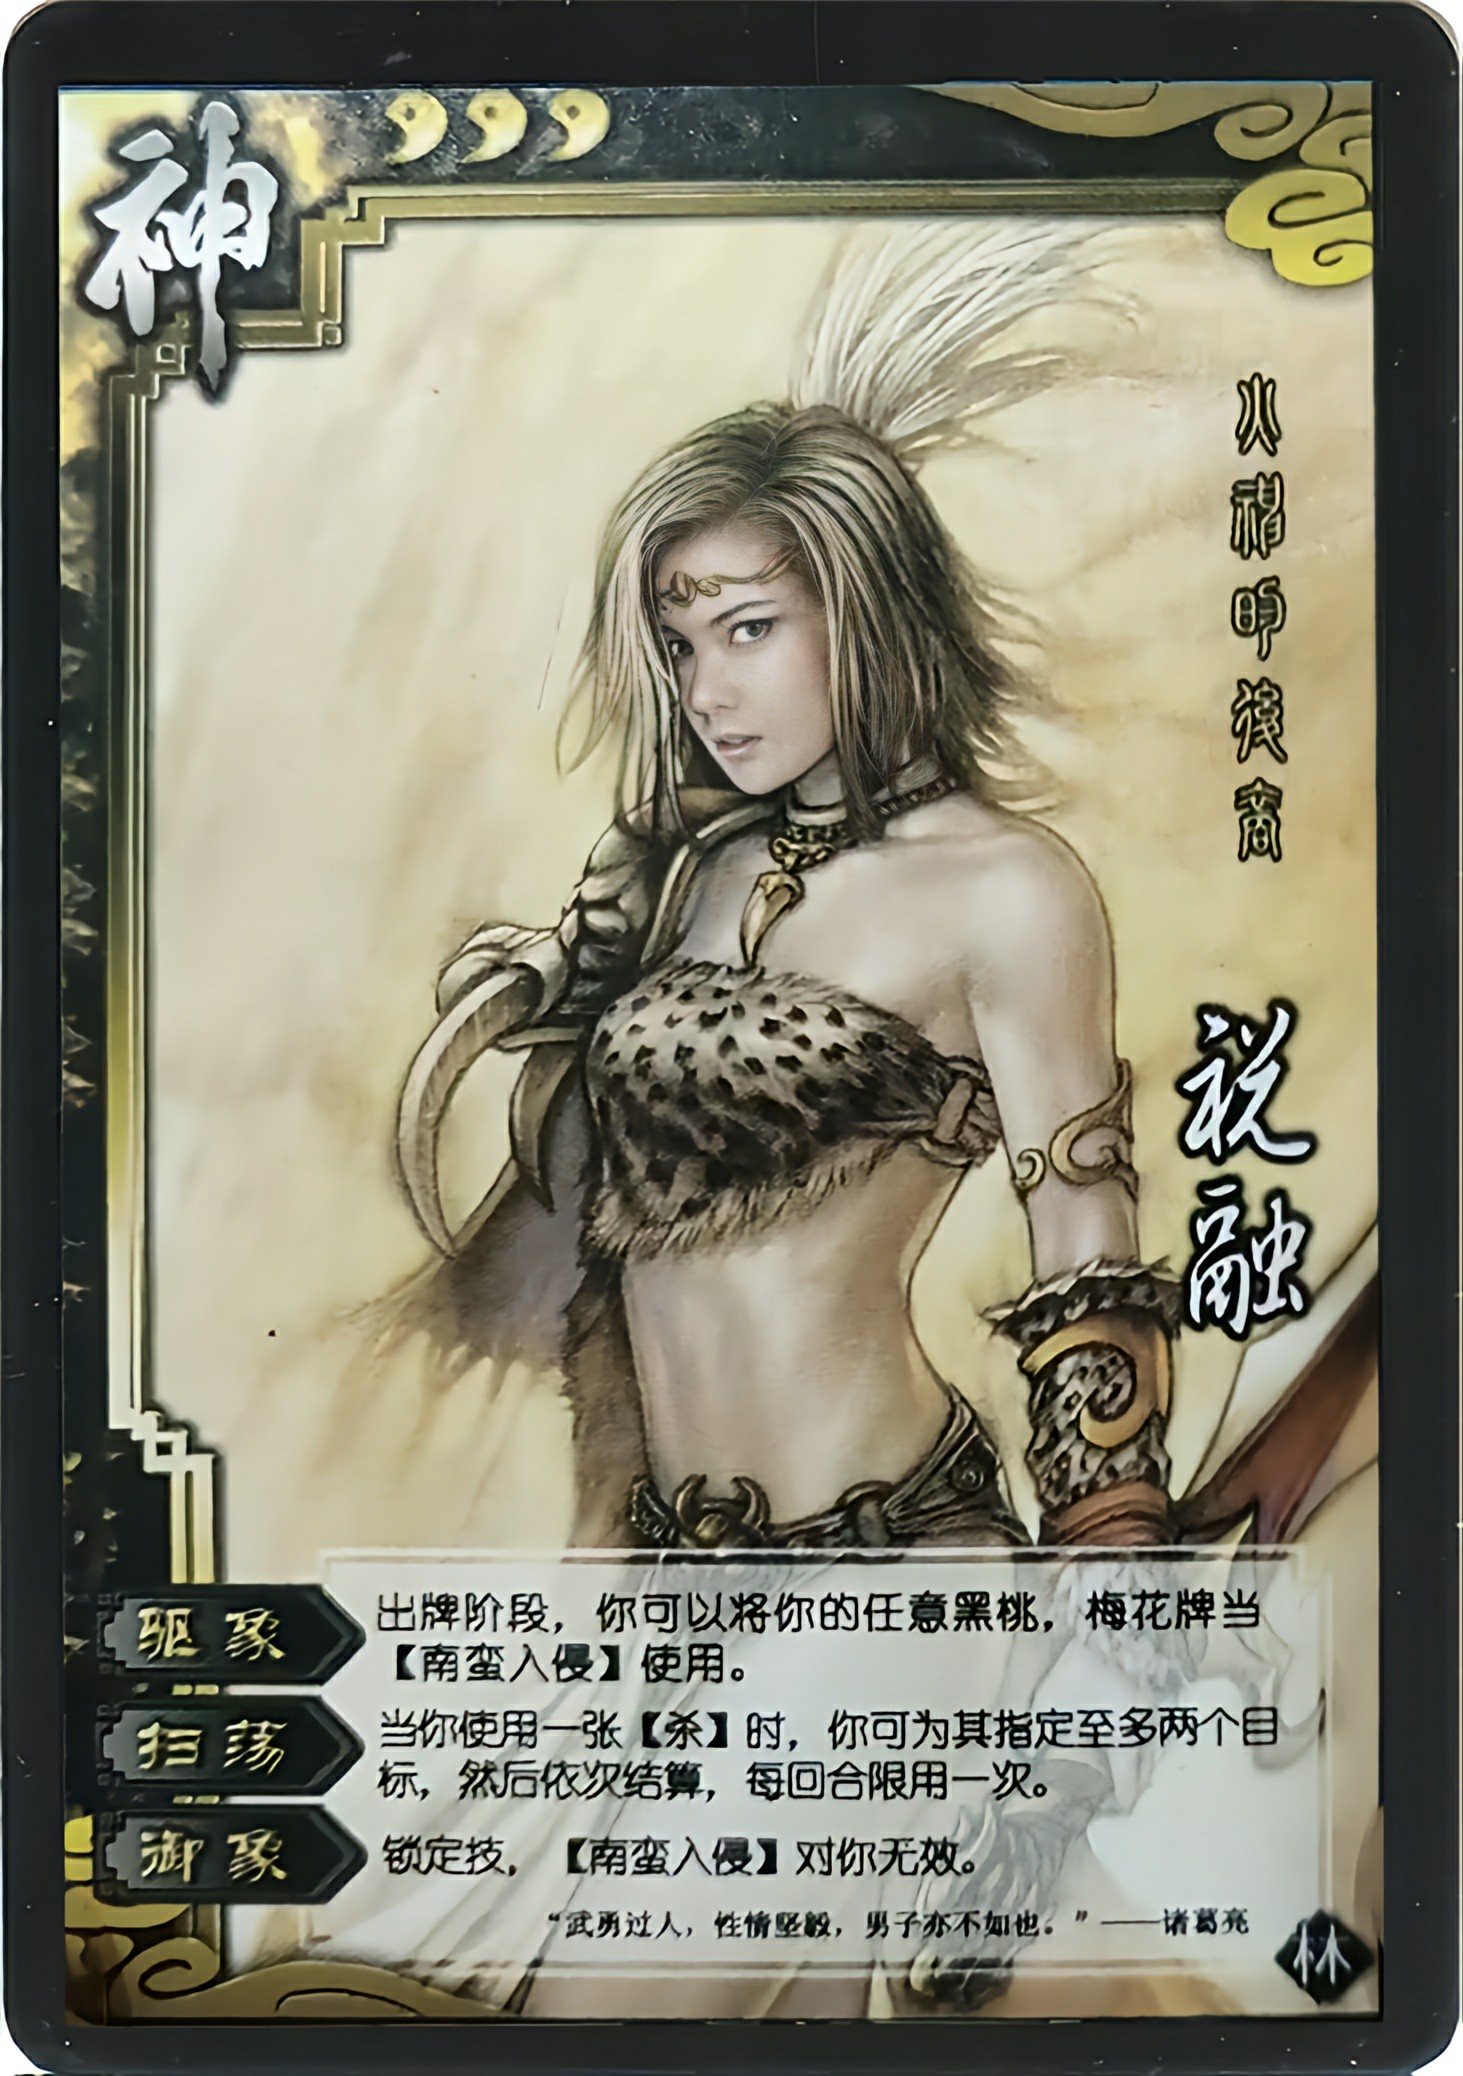 神
火神的後裔
祝融
驱象
出牌阶段，你可以将你的任意黑桃，梅花牌当
【南蛮入侵】使用。
扫荡
当你使用一张【杀】时，你可为其指定至多两个目
标，然后依次结算，每回合限用一次。
御象
锁定技，【南蛮入侵】对你无效。
“武勇过人，性情坚毅，男子亦不如也。”——诸葛亮
林